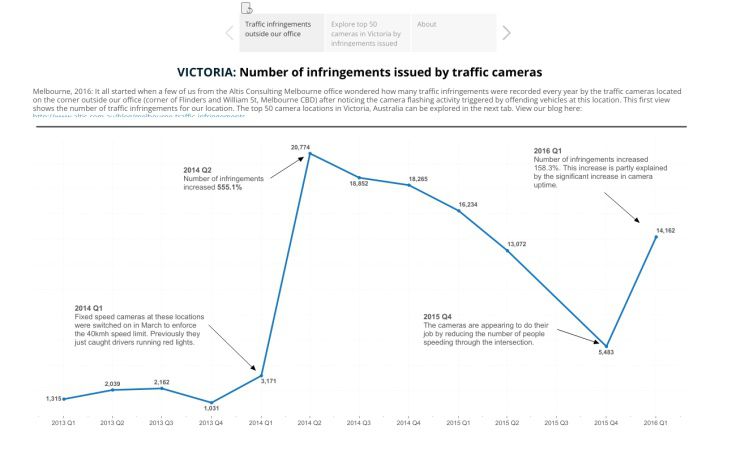 Traffic infringements
outside our office
Explore top 50
cameras in Victoria by
infringements issued
About
VICTORIA: Number of infringements issued by traffic cameras
Melbourne, 2016: It all started when a few of us from the Altis Consulting Melbourne office wondered how many traffic infringements were recorded every year by the traffic cameras located
on the corner outside our office (corner of Flinders and William St, Melbourne CBD) after noticing the camera flashing activity triggered by offending vehicles at this location. This first view
shows the number of traffic infringements for our location. The top 50 camera locations in Victoria, Australia can be explored in the next tab. View our blog here:
http://www.altis.com.au/blog/melbourne-traffic-infringements
20,774
2014 Q2
Number of infringements
increased 555.1%
18,852
18,265
2016 Q1
Number of infringements increased
158.3%. This increase is partly explained
by the significant increase in camera
uptime.
16,234
14,162
13,072
2014 Q1
Fixed speed cameras at these locations
were switched on in March to enforce
the 40kmh speed limit. Previously they
just caught drivers running red lights.
2015 Q4
The cameras are appearing to do their
job by reducing the number of people
speeding through the intersection.
5,483
3,171
1,315
2,039
2,162
1,031
2013 Q1 2013 Q2 2013 Q3 2013 Q4 2014 Q1 2014 Q2 2014 Q3 2014 Q4 2015 Q1 2015 Q2 2015 Q3 2015 Q4 2016 Q1